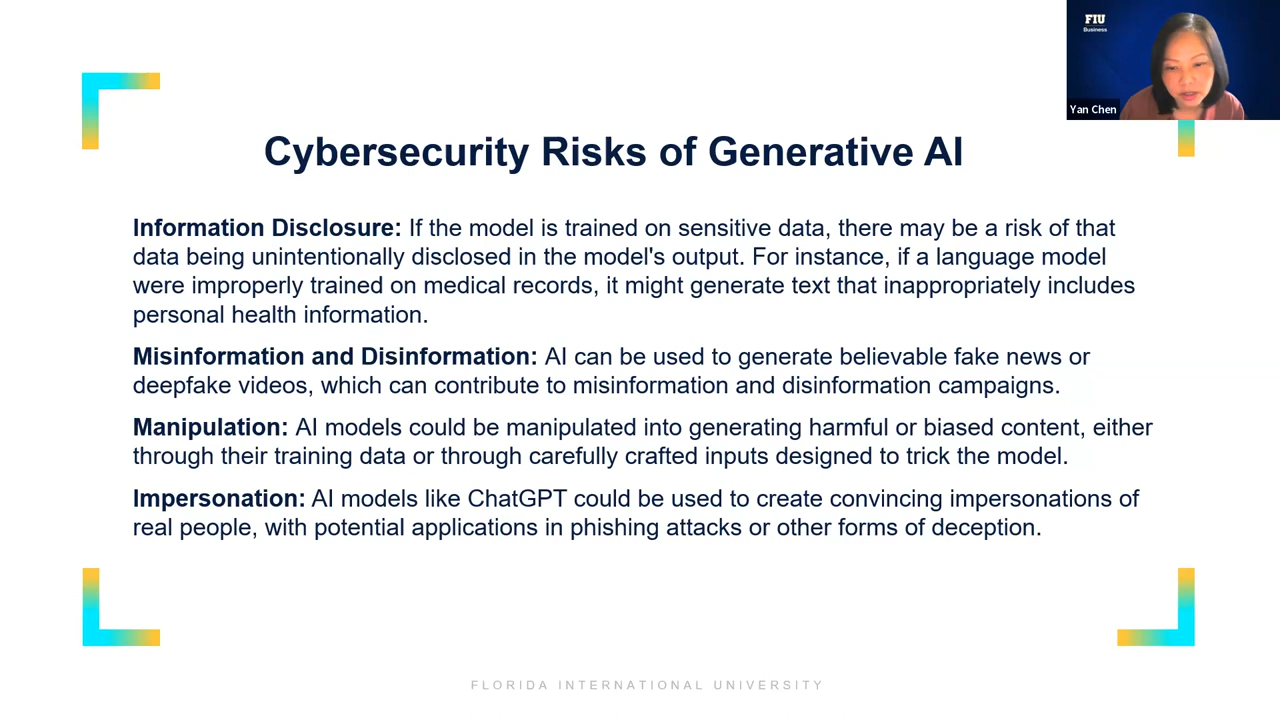 FIU
Business
Yan Chen
Cybersecurity Risks of Generative AI
Information Disclosure: If the model is trained on sensitive data, there may be a risk of that
data being unintentionally disclosed in the model's output. For instance, if a language model
were improperly trained on medical records, it might generate text that inappropriately includes
personal health information.
Misinformation and Disinformation: AI can be used to generate believable fake news or
deepfake videos, which can contribute to misinformation and disinformation campaigns.
Manipulation: AI models could be manipulated into generating harmful or biased content, either
through their training data or through carefully crafted inputs designed to trick the model.
Impersonation: AI models like ChatGPT could be used to create convincing impersonations of
real people, with potential applications in phishing attacks or other forms of deception.
FLORIDA INTERNATIONAL UNIVERSITY